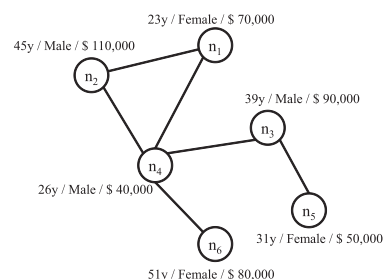 23y / Female / $ 70,000
n1
45y / Male / $ 110,000
n2
39y / Male / $ 90,000
n3
n4
26y / Male / $ 40,000
n5
31y / Female / $ 50,000
n6
51y / Female / $ 80,000